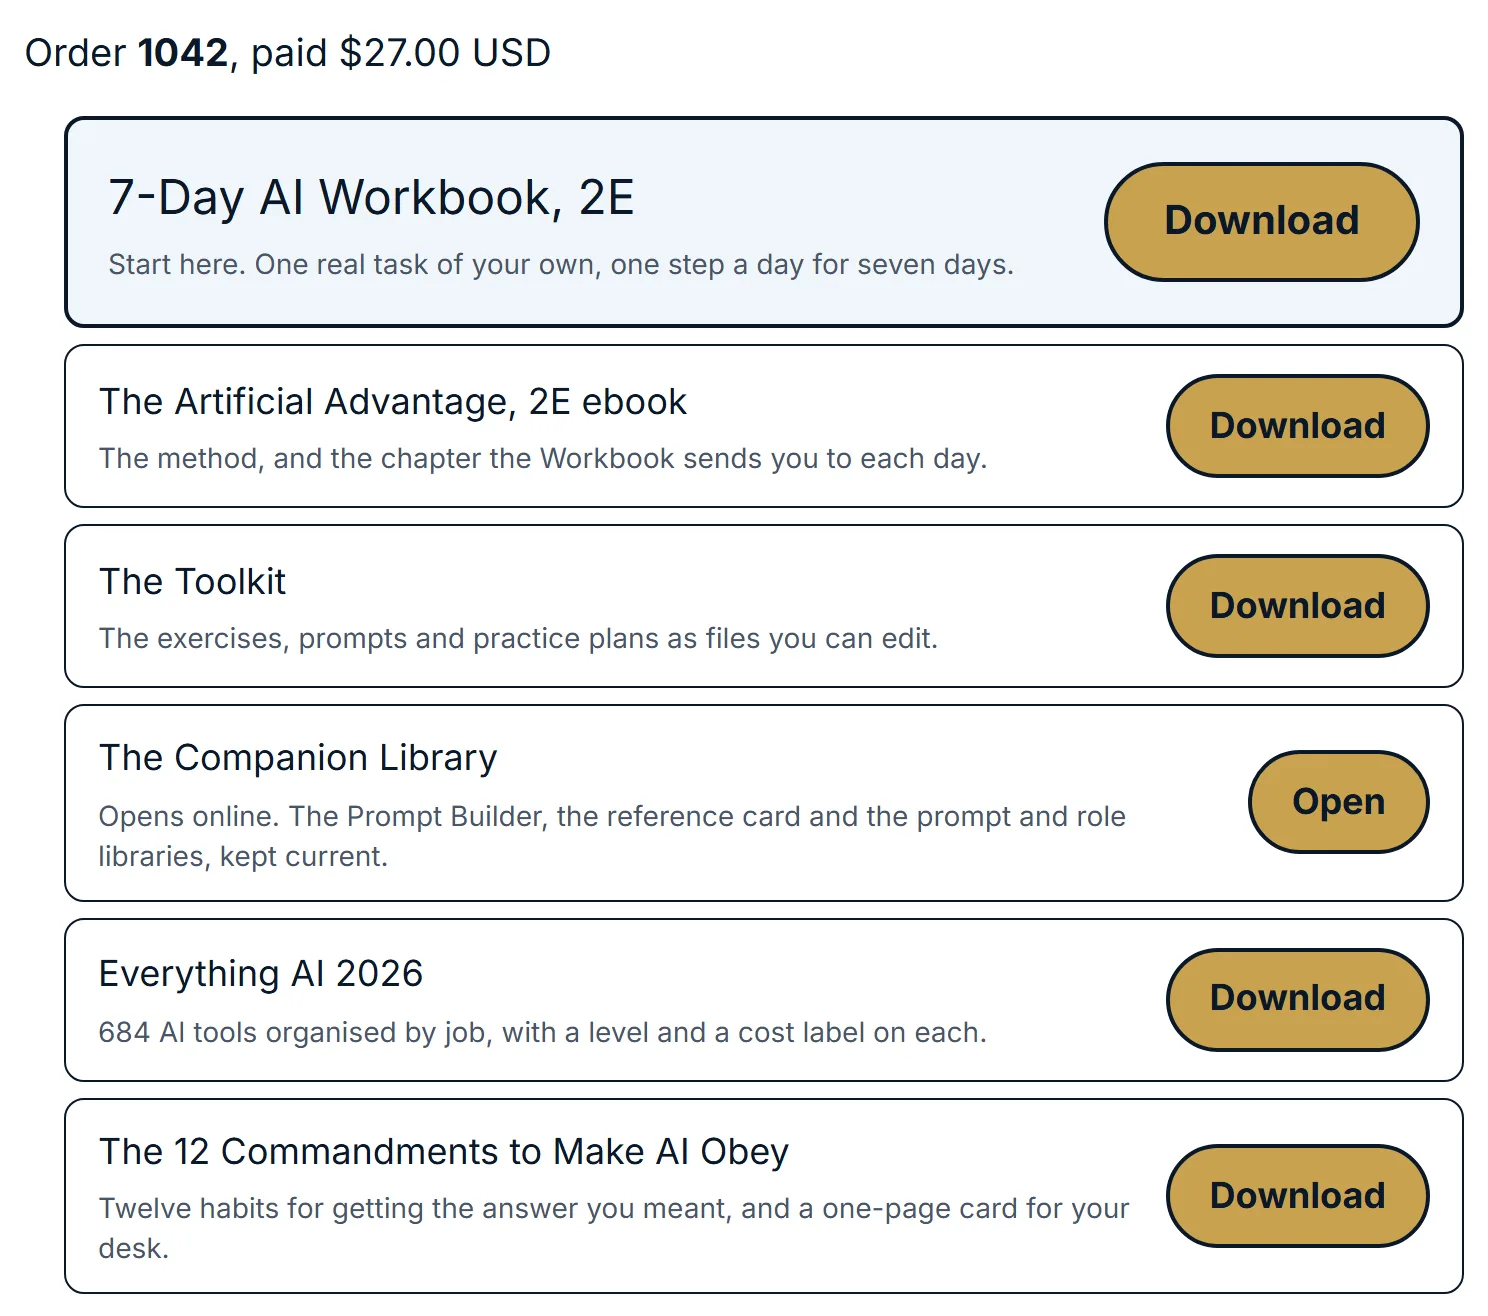 Order 1042, paid $27.00 USD
7-Day AI Workbook, 2E
Start here. One real task of your own, one step a day for seven days.
Download
The Artificial Advantage, 2E ebook
The method, and the chapter the Workbook sends you to each day.
Download
The Toolkit
The exercises, prompts and practice plans as files you can edit.
Download
The Companion Library
Opens online. The Prompt Builder, the reference card and the prompt and role
libraries, kept current.
Open
Everything AI 2026
684 AI tools organised by job, with a level and a cost label on each.
Download
The 12 Commandments to Make AI Obey
Twelve habits for getting the answer you meant, and a one-page card for your
desk.
Download